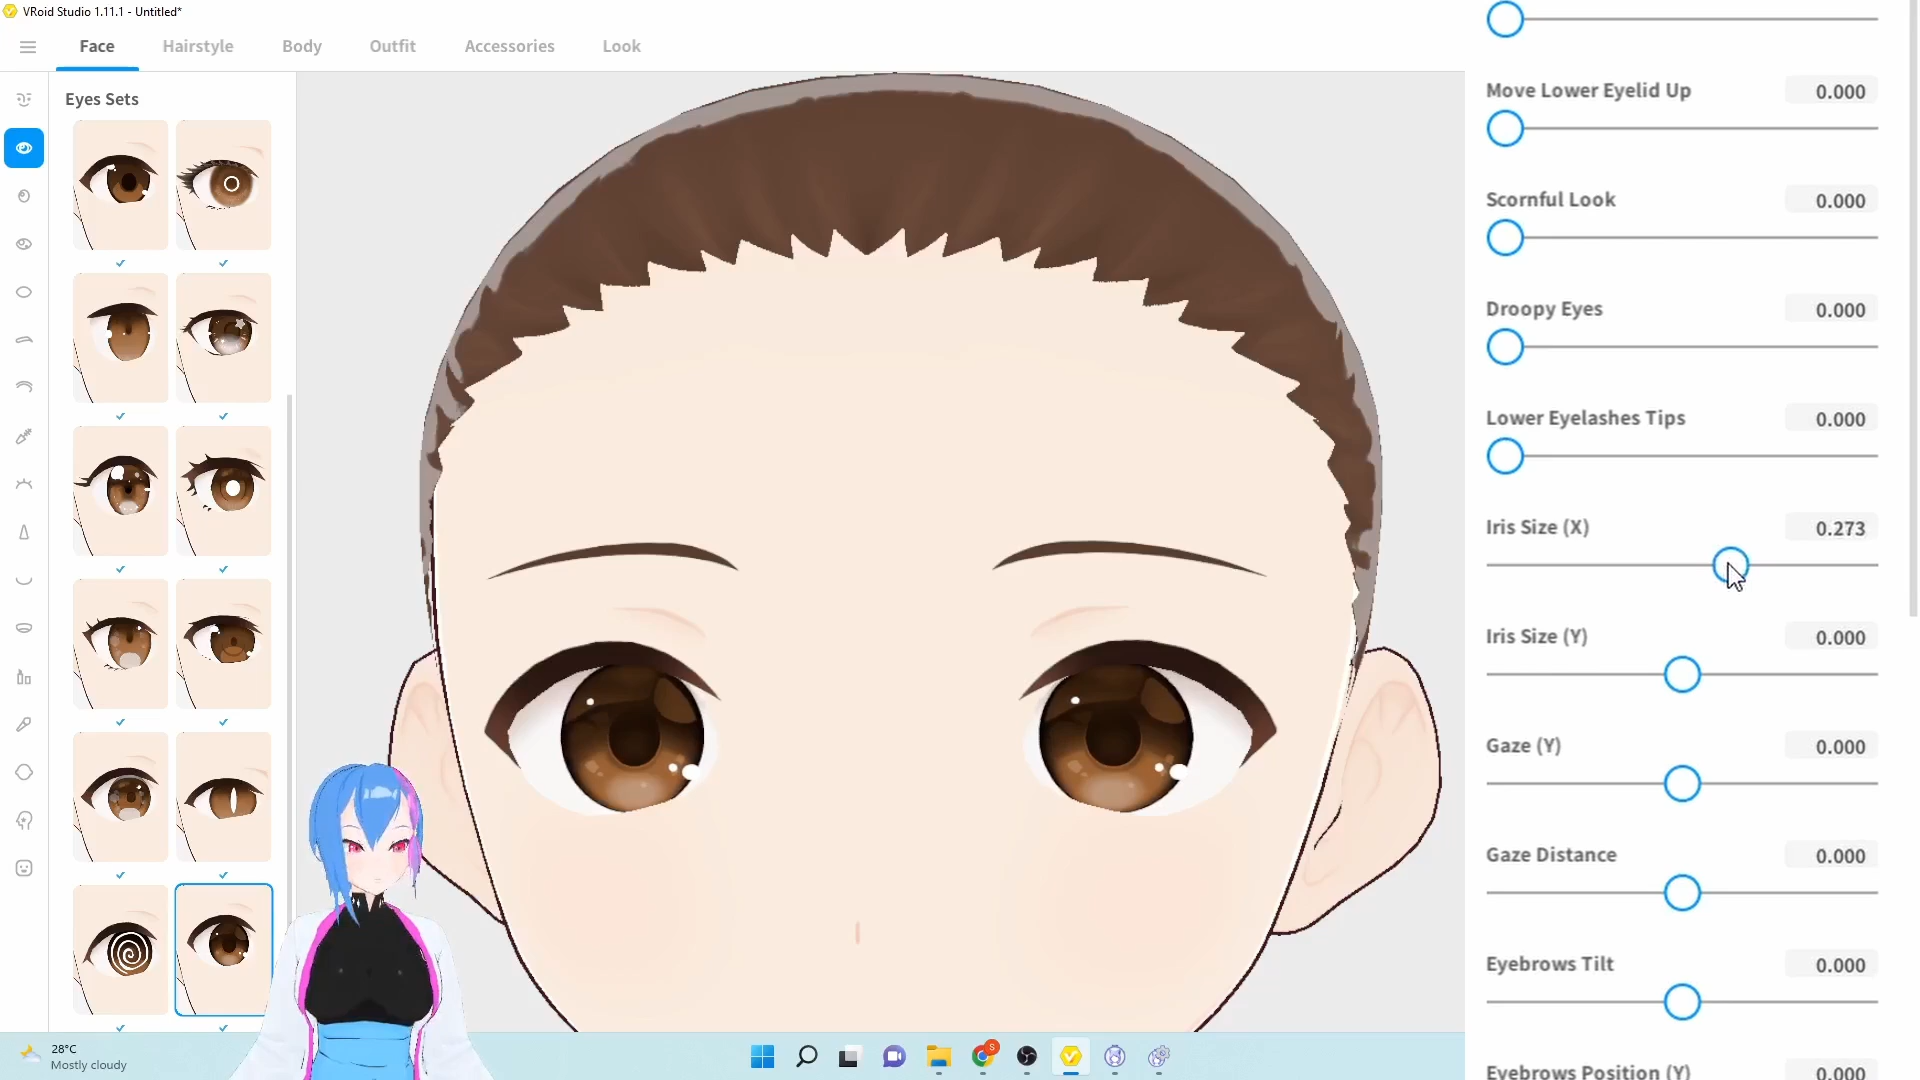 VRoid Studio 1.11.1 - Untitled*
Face
Hairstyle
Body
Outfit
Accessories
Look
Eyes Sets
Move Lower Eyelid Up
0.000
Scornful Look
0.000
Droopy Eyes
0.000
Lower Eyelashes Tips
0.000
Iris Size (X)
0.273
Iris Size (Y)
0.000
Gaze (Y)
0.000
Gaze Distance
0.000
Eyebrows Tilt
0.000
Eyebrows Position (Y)
0.000
28°C
Mostly cloudy
S